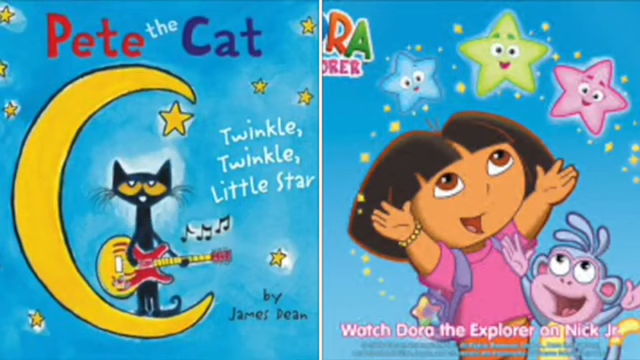 Pete the Cat
Twinkle,
Twinkle,
Little Star
by
James Dean
RA
ORER
Watch Dora the Explorer on Nick Jr.